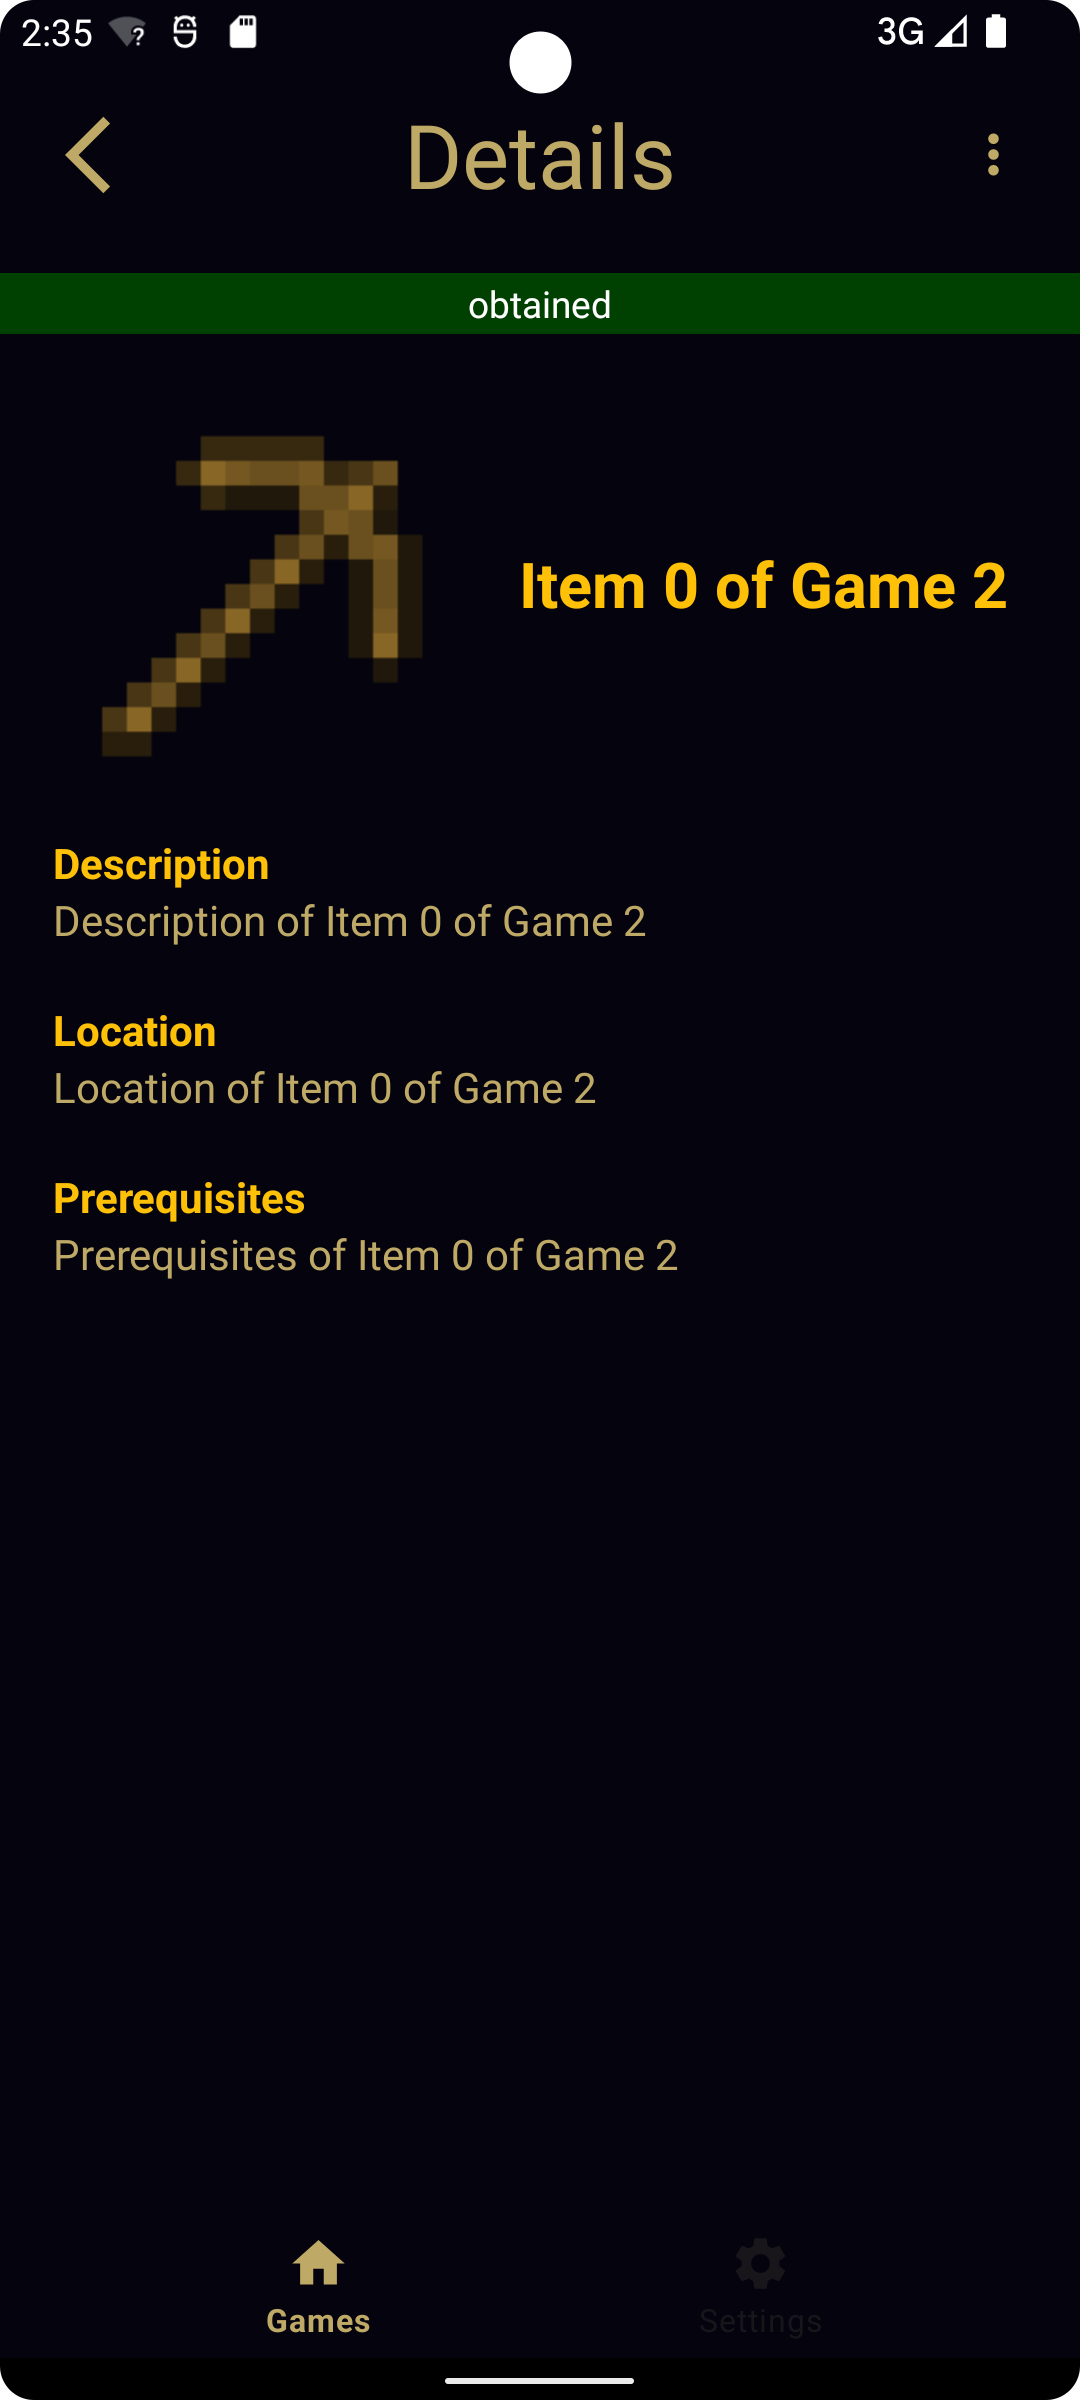 2:35
3G
Details
obtained
Item 0 of Game 2
Description
Description of Item 0 of Game 2
Location
Location of Item 0 of Game 2
Prerequisites
Prerequisites of Item 0 of Game 2
Games
Settings